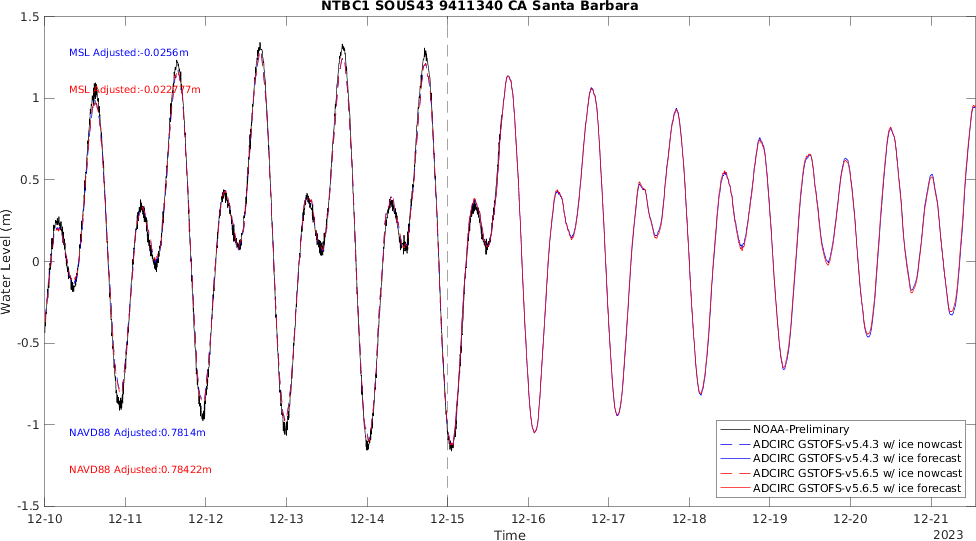 NTBC1 SOUS43 9411340 CA Santa Barbara
1.5
1
0.5
0
-0.5
-1
-1.5
Water Level (m)
MSL Adjusted:-0.0256m
MSL Adjusted:-0.022777m
NAVD88 Adjusted:0.7814m
NAVD88 Adjusted:0.78422m
NOAA-Preliminary
ADCIRC GSTOFS-v5.4.3 w/ ice nowcast
ADCIRC GSTOFS-v5.4.3 w/ ice forecast
ADCIRC GSTOFS-v5.6.5 w/ ice nowcast
ADCIRC GSTOFS-v5.6.5 w/ ice forecast
12-10 12-11 12-12 12-13 12-14 12-15 12-16 12-17 12-18 12-19 12-20 12-21
Time
2023